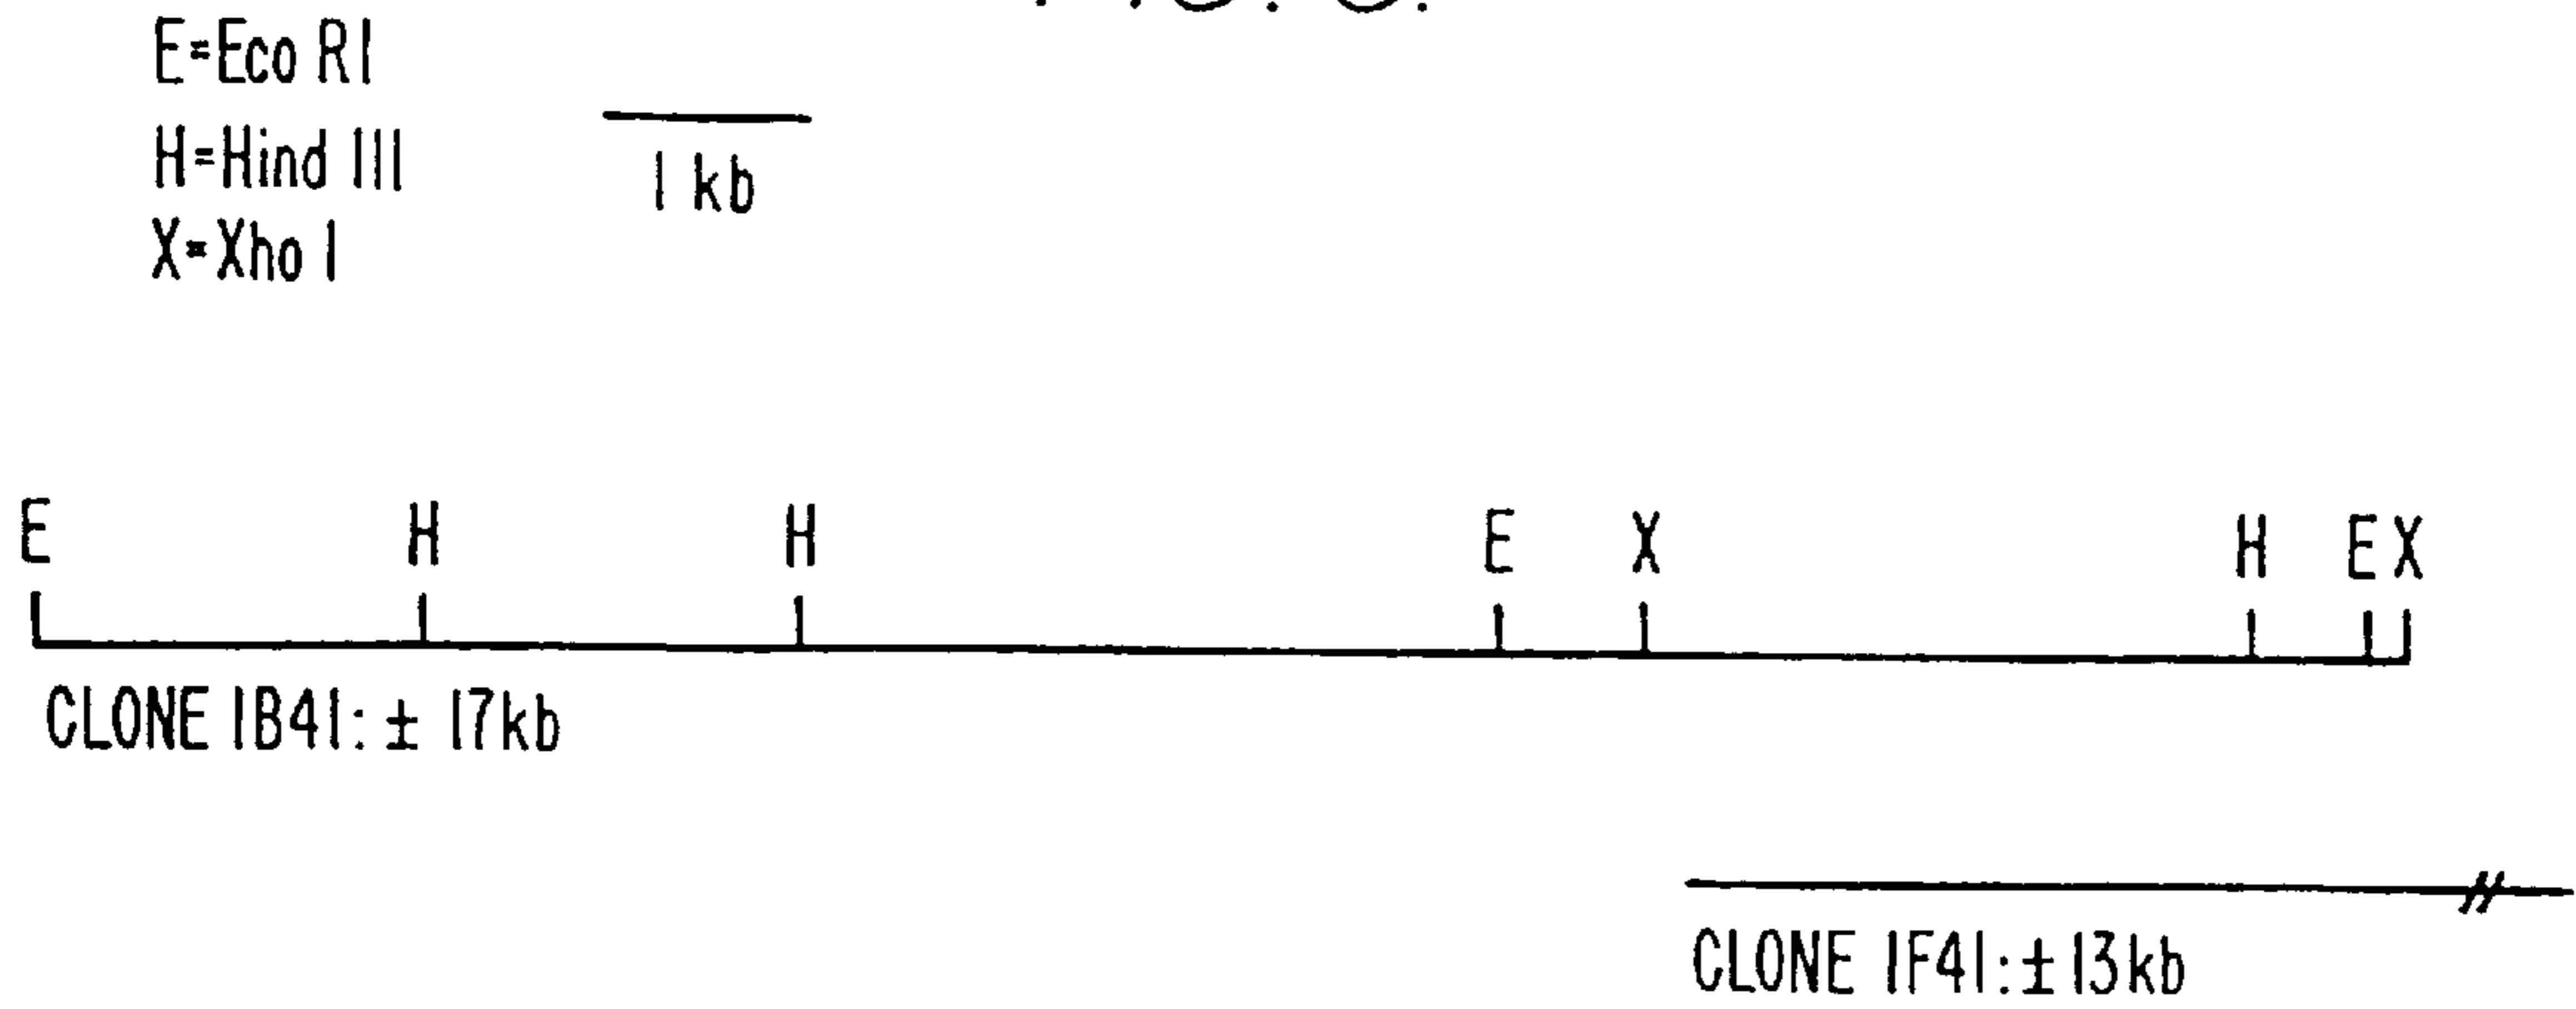 E=Eco RI
H=Hind III
X=Xho I
1 kb
E H H E X H E X
CLONE 1B41: ± 17kb
CLONE 1F41: ± 13kb